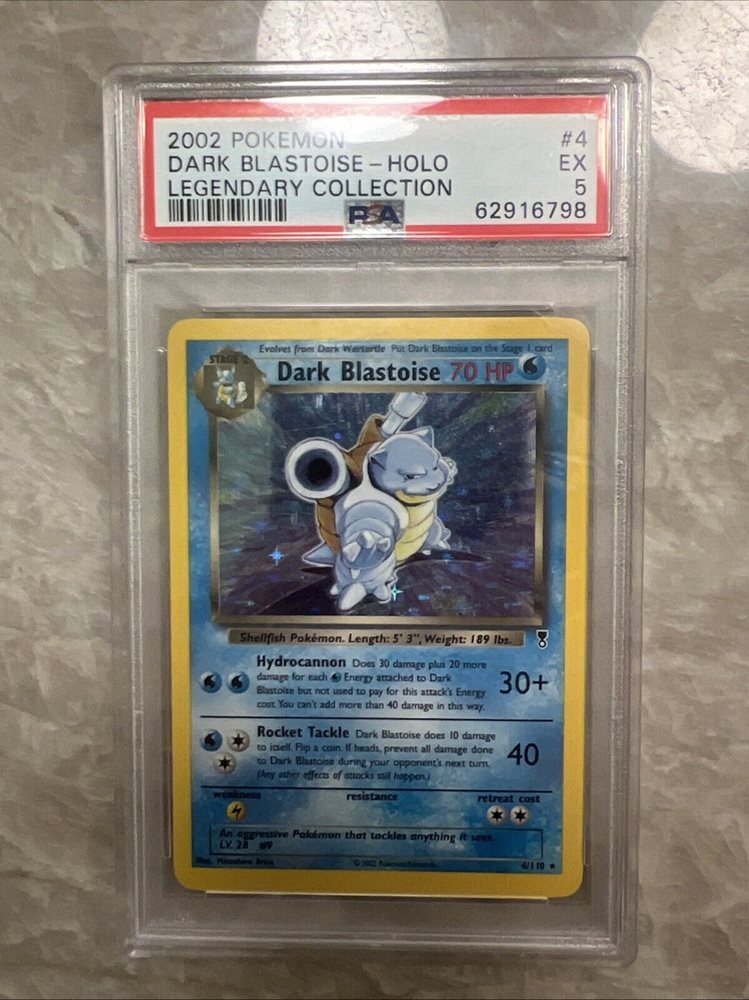 2002 POKEMON #4
DARK BLASTOISE-HOLO EX
LEGENDARY COLLECTION 5
PSA 62916798
Evolves from Dark Wartortle Put Dark Blastoise on the Stage 1 card
STAGE 2
Dark Blastoise 70 HP
Shellfish Pokémon. Length: 5' 3", Weight: 189 lbs.
Hydrocannon Does 30 damage plus 20 more
damage for each Energy attached to Dark
Blastoise but not used to pay for this attack's Energy
cost. You can't add more than 40 damage in this way.
30+
Rocket Tackle Dark Blastoise does 10 damage
to itself. Flip a coin. If heads, prevent all damage done
to Dark Blastoise during your opponent's next turn.
(Any other effects of attacks still happen.)
40
weakness resistance retreat cost
An aggressive Pokémon that tackles anything it sees.
LV. 28 #9
Illus. Mitsuhiro Arita © 2002 Pokémon/Nintendo 4/110 ★